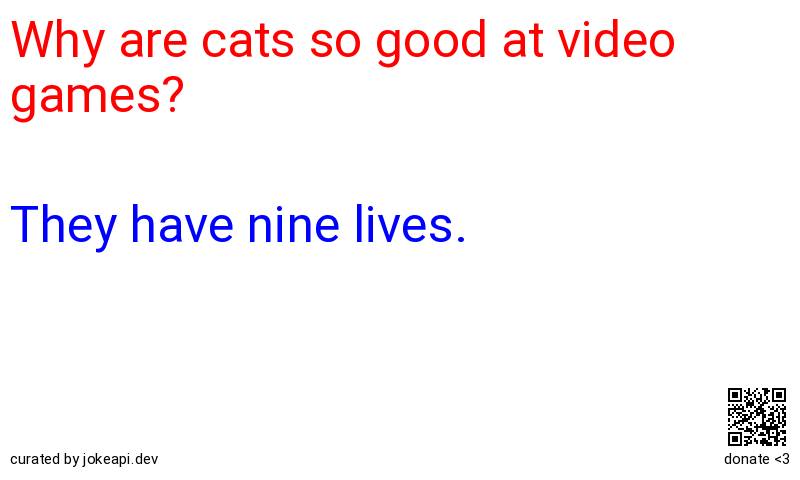 Why are cats so good at video
games?
They have nine lives.
curated by jokeapi.dev
donate <3